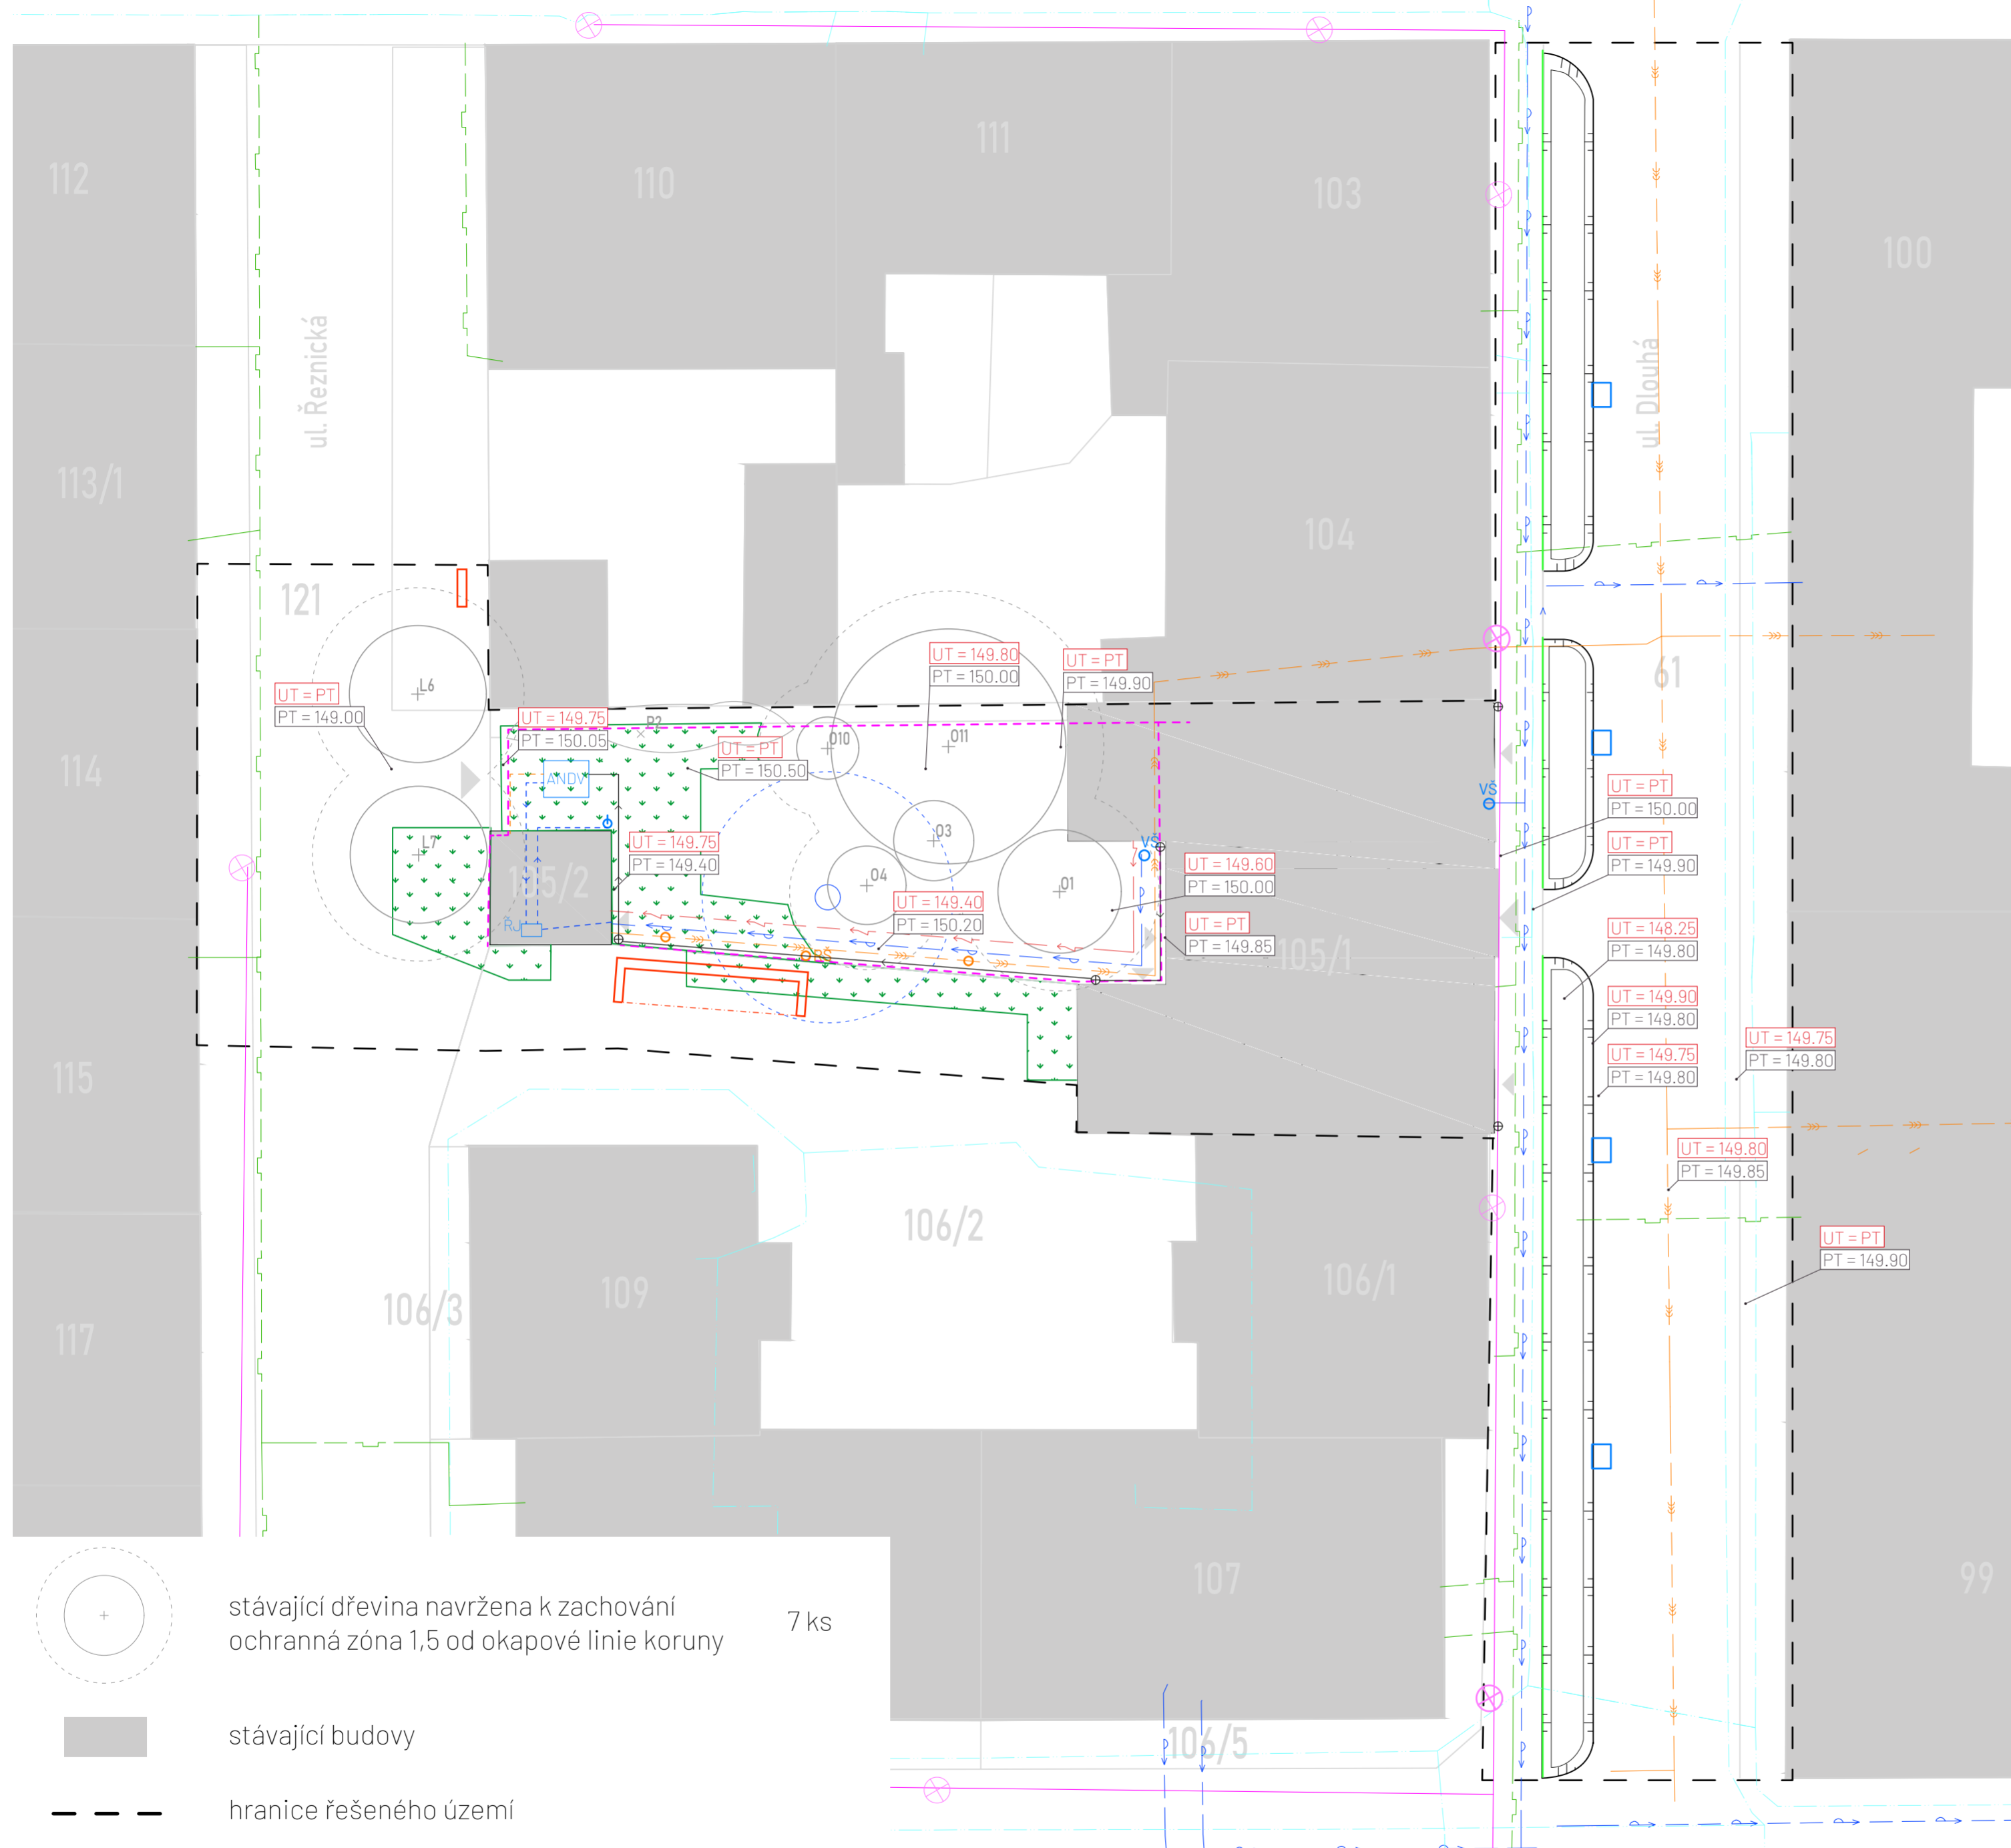 112
110
111
103
100
ul. Řeznická
ul. Dlouhá
113/1
104
121
61
L6
UT = PT
PT = 149.00
UT = 149.75
PT = 150.05
UT = PT
PT = 150.50
O10
O11
UT = 149.80
PT = 150.00
UT = PT
PT = 149.90
114
ANDV
VŠ
UT = PT
PT = 150.00
L7
UT = 149.75
PT = 149.40
O3
VŠ
UT = PT
PT = 149.90
105/2
O4
O1
UT = 149.60
PT = 150.00
UT = 149.40
PT = 150.20
ŘJ
RŠ
UT = PT
PT = 149.85
105/1
UT = 148.25
PT = 149.80
UT = 149.90
PT = 149.80
UT = 149.75
PT = 149.80
UT = 149.75
PT = 149.80
115
UT = 149.80
PT = 149.85
106/2
UT = PT
PT = 149.90
109
106/3
106/1
117
107
99
106/5
stávající dřevina navržena k zachování
ochranná zóna 1,5 od okapové linie koruny
7 ks
stávající budovy
hranice řešeného území